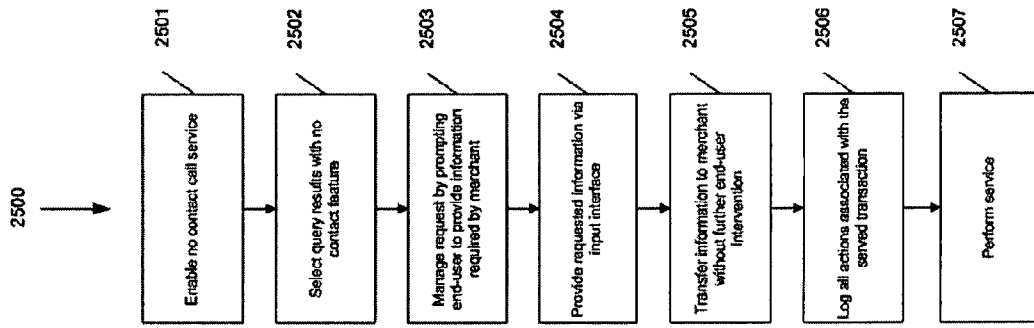 2500
2501
Enable no contact call service
2502
Select query results with no
contact feature
2503
Manage request by prompting
end-user to provide information
required by merchant
2504
Provide requested information via
input interface
2505
Transfer information to merchant
without further end-user
Intervention
2506
Log all actions associated with the
served transaction
2507
Perform service